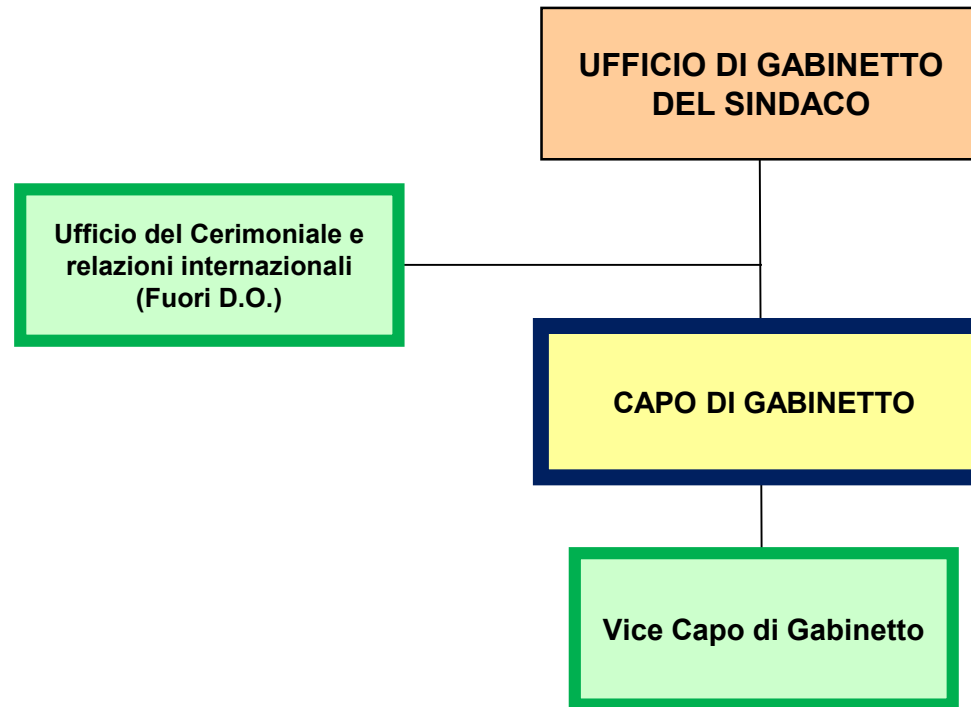 UFFICIO DI GABINETTO
DEL SINDACO
Ufficio del Cerimoniale e
relazioni internazionali
(Fuori D.O.)
CAPO DI GABINETTO
Vice Capo di Gabinetto